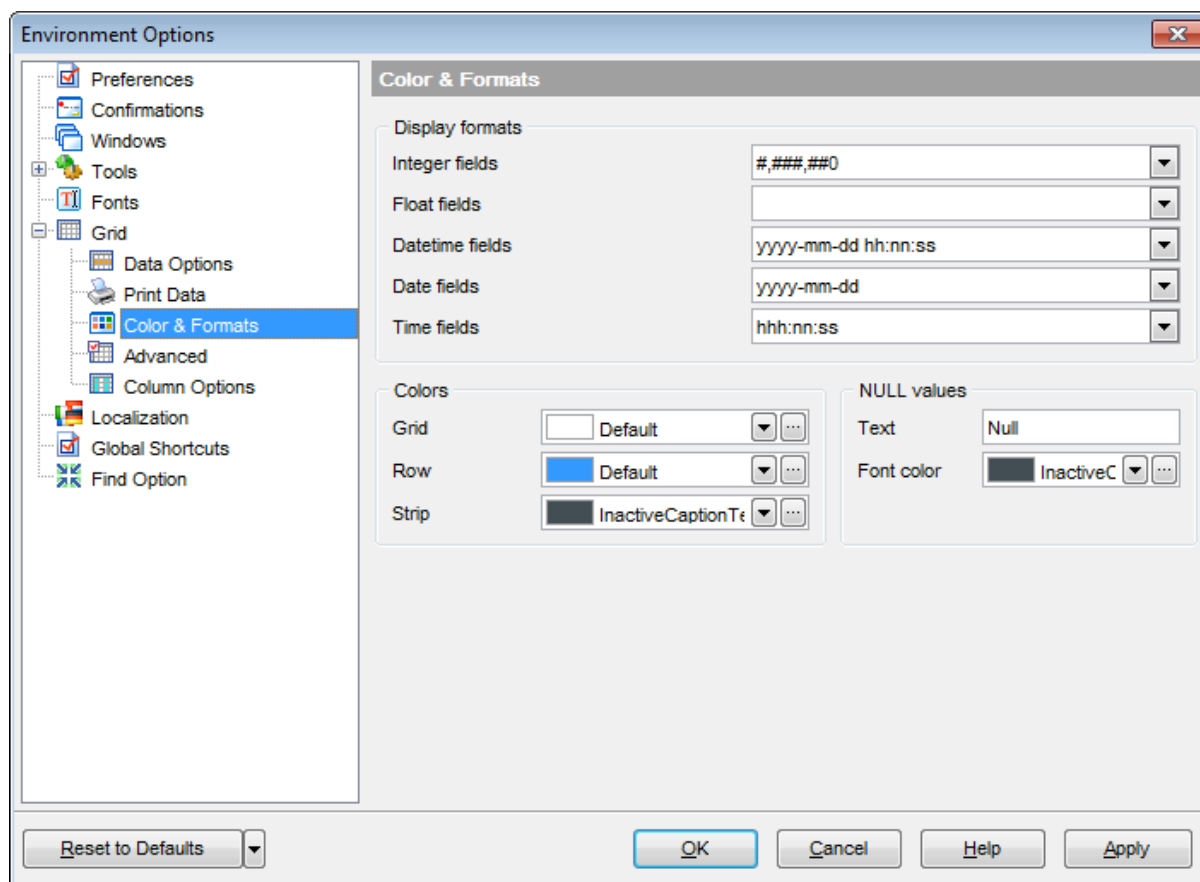 Environment Options
Preferences
Confirmations
Windows
Tools
Fonts
Grid
Data Options
Print Data
Color & Formats
Advanced
Column Options
Localization
Global Shortcuts
Find Option
Color & Formats
Display formats
Integer fields #,###,##0
Float fields
Datetime fields yyyy-mm-dd hh:nn:ss
Date fields yyyy-mm-dd
Time fields hhh:nn:ss
Colors
Grid Default
Row Default
Strip InactiveCaptionTe
NULL values
Text Null
Font color InactiveC
Reset to Defaults OK Cancel Help Apply